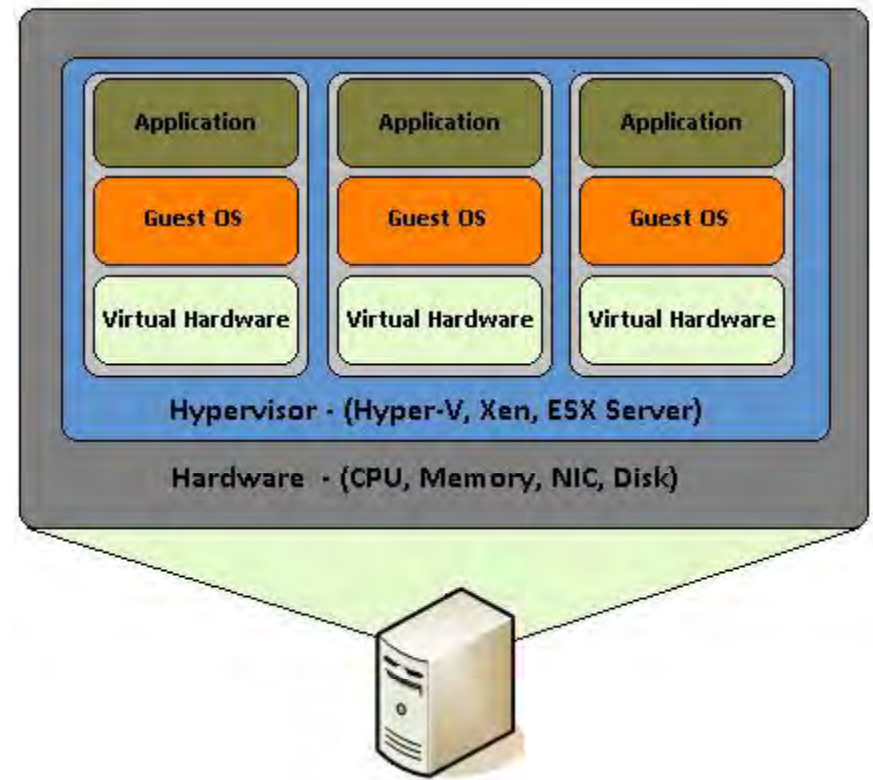 Application Application Application
Guest OS Guest OS Guest OS
Virtual Hardware Virtual Hardware Virtual Hardware
Hypervisor - (Hyper-V, Xen, ESX Server)
Hardware - (CPU, Memory, NIC, Disk)